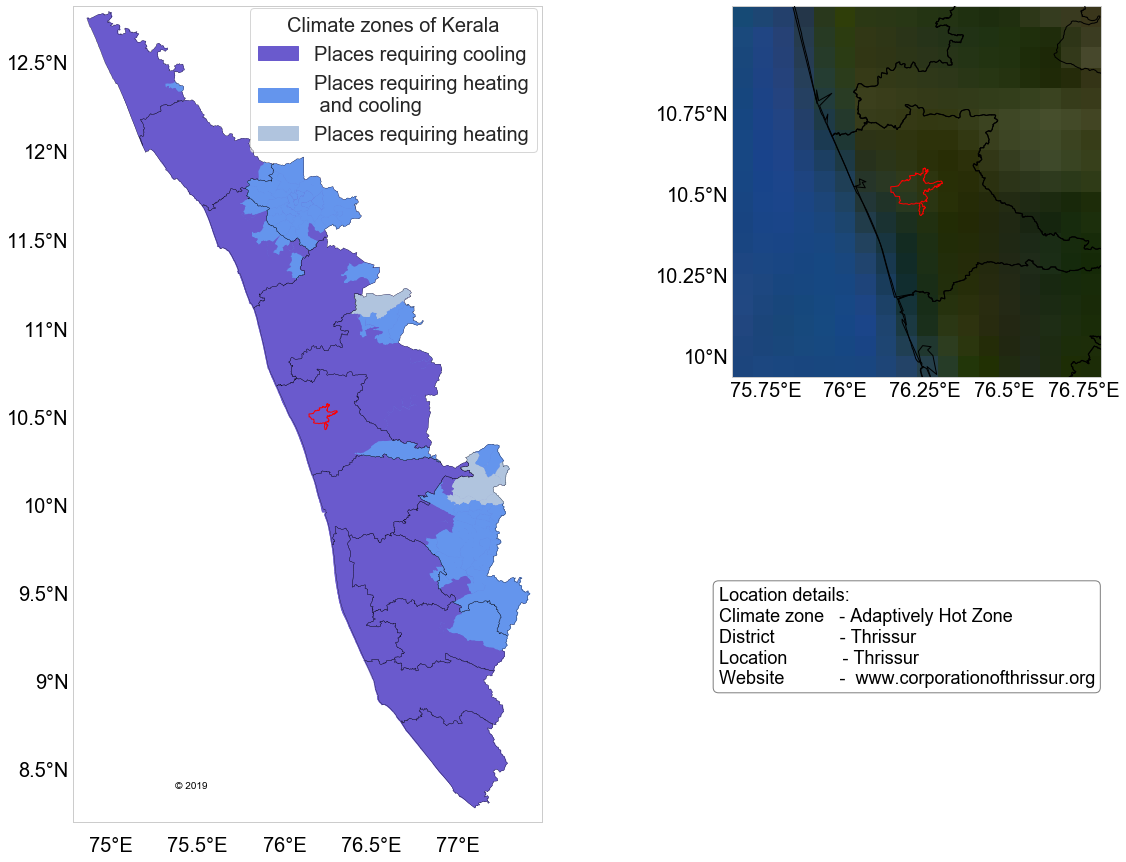 Climate zones of Kerala
Places requiring cooling
Places requiring heating
and cooling
Places requiring heating
12.5°N
12°N
11.5°N
11°N
10.5°N
10°N
9.5°N
9°N
8.5°N
75°E 75.5°E 76°E 76.5°E 77°E
© 2019
10.75°N
10.5°N
10.25°N
10°N
75.75°E 76°E 76.25°E 76.5°E 76.75°E
Location details:
Climate zone - Adaptively Hot Zone
District - Thrissur
Location - Thrissur
Website - www.corporationofthrissur.org